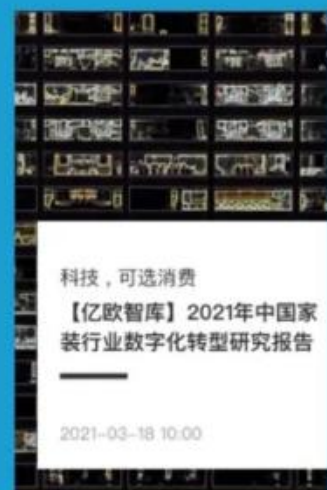 科技，可选消费
【亿欧智库】2021年中国家
装行业数字化转型研究报告
2021-03-18 10:00